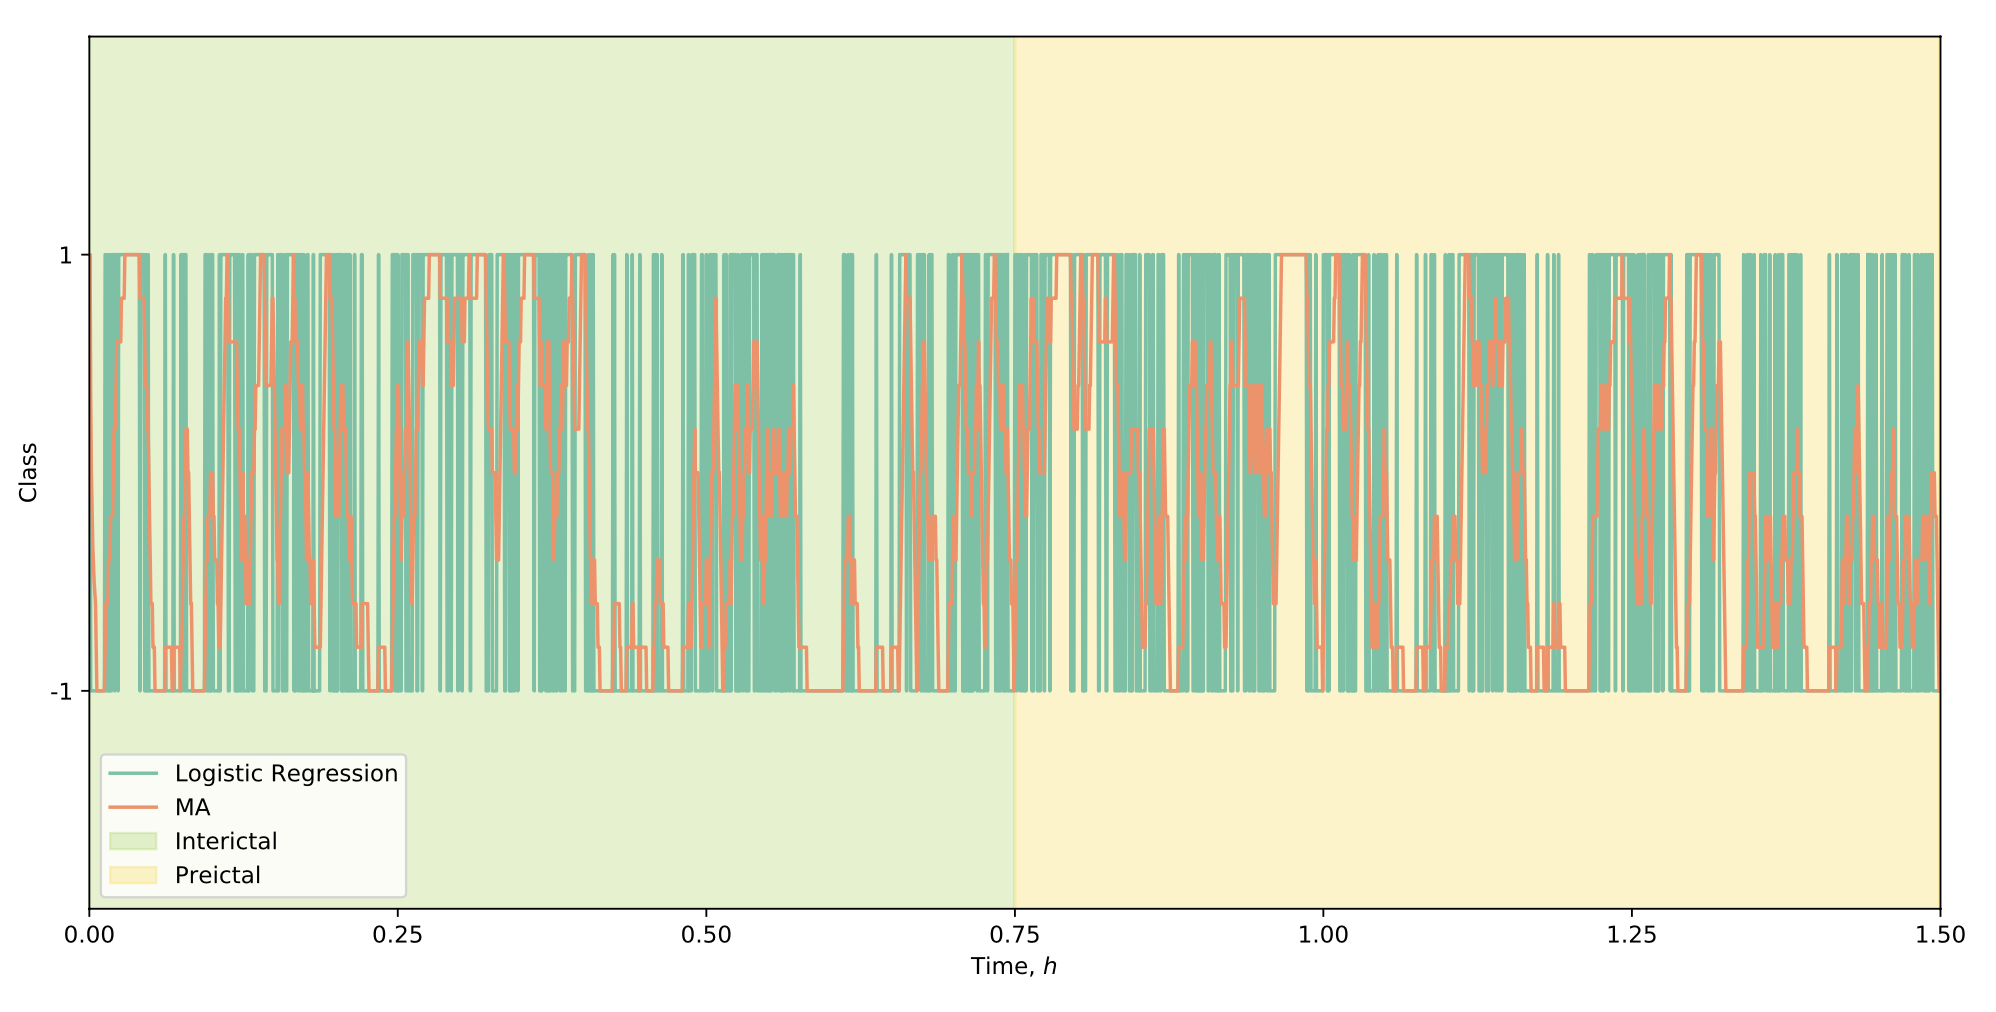 Class
1
-1
Logistic Regression
MA
Interictal
Preictal
0.00 0.25 0.50 0.75 1.00 1.25 1.50
Time, h